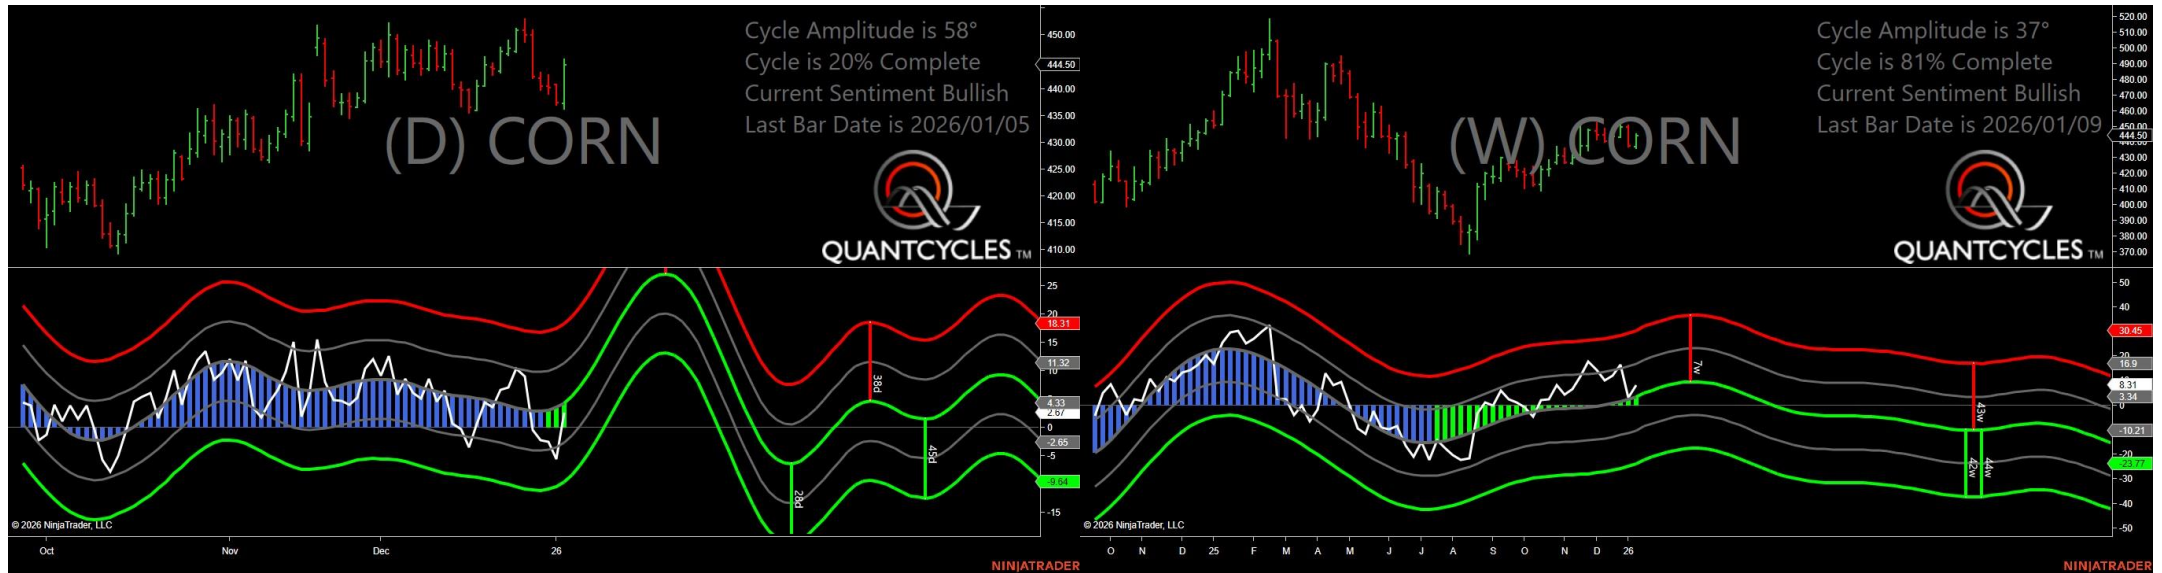 Cycle Amplitude is 58°
Cycle is 20% Complete
Current Sentiment Bullish
Last Bar Date is 2026/01/05
(D) CORN
QUANTCYCLES TM
450.00
444.50
440.00
435.00
430.00
425.00
420.00
415.00
410.00
25
20
18.31
15
11.32
10
4.33
2.67
0
-2.65
-5
-9.64
-15
38d
45d
28d
© 2026 NinjaTrader, LLC
Oct
Nov
Dec
26
NINJATRADER
Cycle Amplitude is 37°
Cycle is 81% Complete
Current Sentiment Bullish
Last Bar Date is 2026/01/09
(W) CORN
QUANTCYCLES TM
520.00
510.00
500.00
490.00
480.00
470.00
460.00
444.50
430.00
420.00
410.00
400.00
390.00
380.00
370.00
50
40
30.45
20
16.9
8.31
3.34
0
-10.21
-20
-23.77
-30
-40
-50
7w
43w
42w
44w
© 2026 NinjaTrader, LLC
O N D 25 F M A M J J A S O N D 26
NINJATRADER